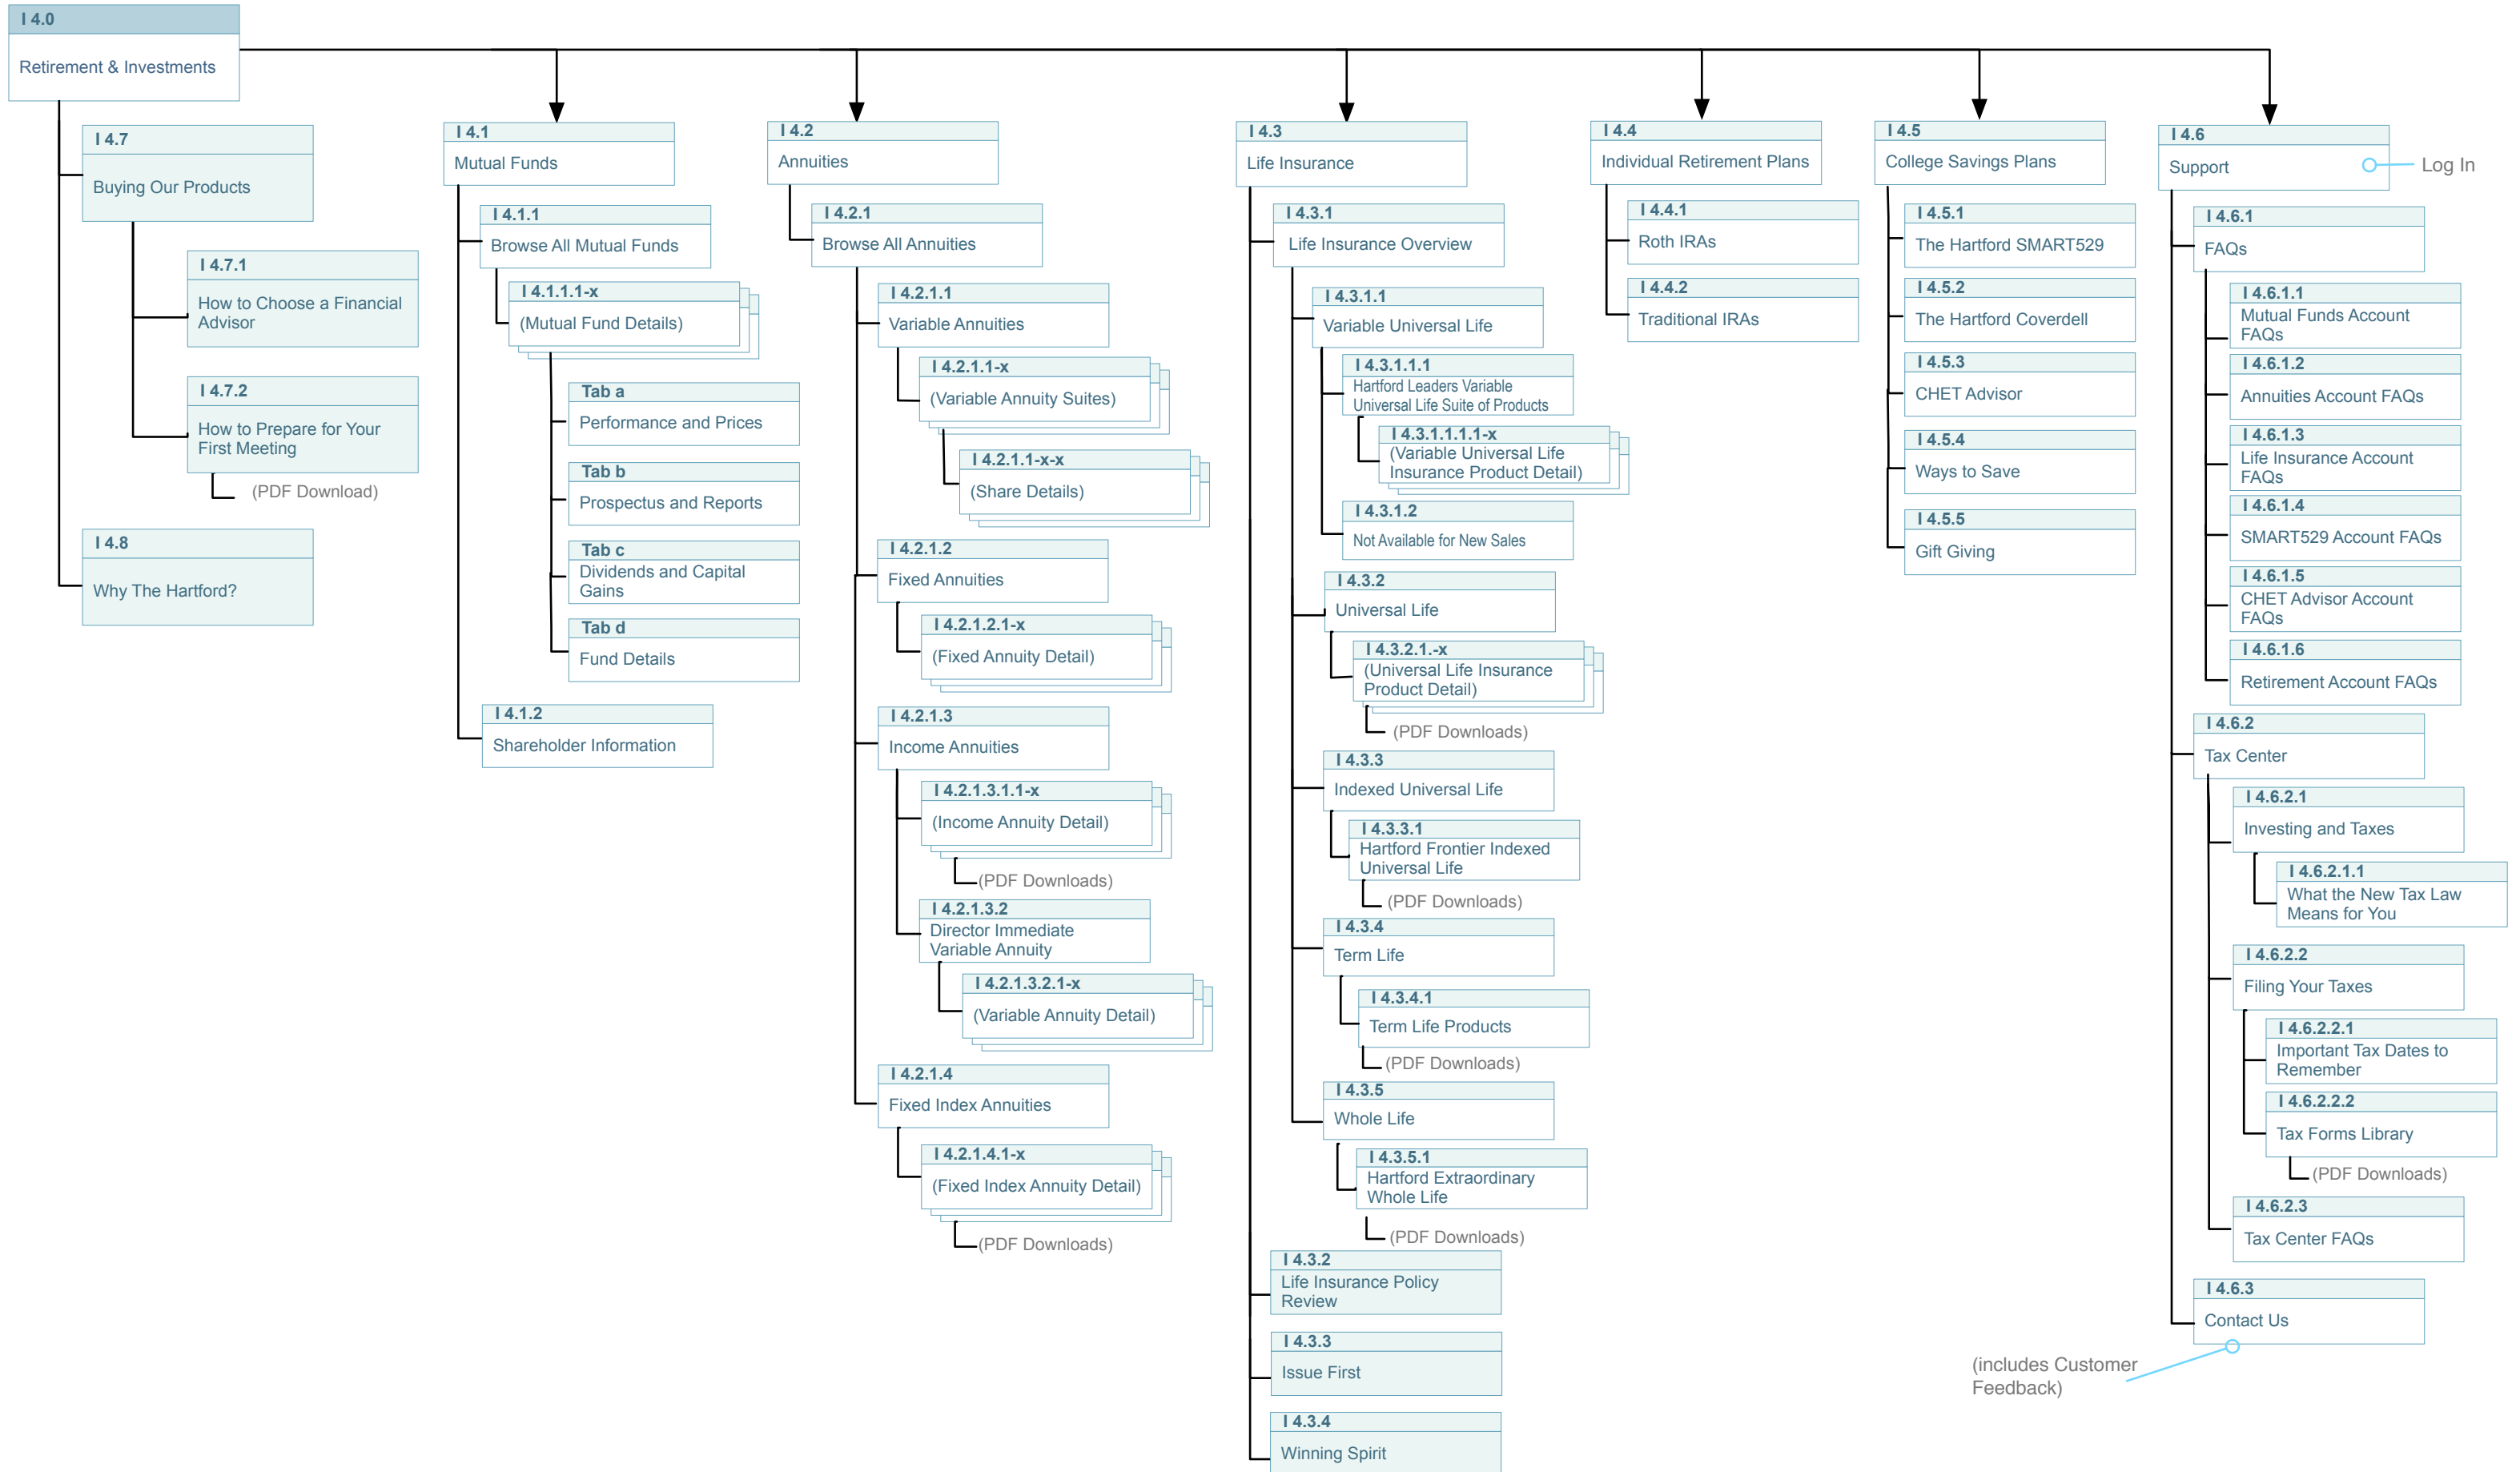 I 4.0
Retirement & Investments
I 4.7
Buying Our Products
I 4.7.1
How to Choose a Financial
Advisor
I 4.7.2
How to Prepare for Your
First Meeting
(PDF Download)
I 4.8
Why The Hartford?
I 4.1
Mutual Funds
I 4.1.1
Browse All Mutual Funds
I 4.1.1.1-x
(Mutual Fund Details)
Tab a
Performance and Prices
Tab b
Prospectus and Reports
Tab c
Dividends and Capital
Gains
Tab d
Fund Details
I 4.1.2
Shareholder Information
I 4.2
Annuities
I 4.2.1
Browse All Annuities
I 4.2.1.1
Variable Annuities
I 4.2.1.1-x
(Variable Annuity Suites)
I 4.2.1.1-x-x
(Share Details)
I 4.2.1.2
Fixed Annuities
I 4.2.1.2.1-x
(Fixed Annuity Detail)
I 4.2.1.3
Income Annuities
I 4.2.1.3.1.1-x
(Income Annuity Detail)
(PDF Downloads)
I 4.2.1.3.2
Director Immediate
Variable Annuity
I 4.2.1.3.2.1-x
(Variable Annuity Detail)
I 4.2.1.4
Fixed Index Annuities
I 4.2.1.4.1-x
(Fixed Index Annuity Detail)
(PDF Downloads)
I 4.3
Life Insurance
I 4.3.1
Life Insurance Overview
I 4.3.1.1
Variable Universal Life
I 4.3.1.1.1
Hartford Leaders Variable
Universal Life Suite of Products
I 4.3.1.1.1.1-x
(Variable Universal Life
Insurance Product Detail)
I 4.3.1.2
Not Available for New Sales
I 4.3.2
Universal Life
I 4.3.2.1.-x
(Universal Life Insurance
Product Detail)
(PDF Downloads)
I 4.3.3
Indexed Universal Life
I 4.3.3.1
Hartford Frontier Indexed
Universal Life
(PDF Downloads)
I 4.3.4
Term Life
I 4.3.4.1
Term Life Products
(PDF Downloads)
I 4.3.5
Whole Life
I 4.3.5.1
Hartford Extraordinary
Whole Life
(PDF Downloads)
I 4.3.2
Life Insurance Policy
Review
I 4.3.3
Issue First
I 4.3.4
Winning Spirit
I 4.4
Individual Retirement Plans
I 4.4.1
Roth IRAs
I 4.4.2
Traditional IRAs
I 4.5
College Savings Plans
I 4.5.1
The Hartford SMART529
I 4.5.2
The Hartford Coverdell
I 4.5.3
CHET Advisor
I 4.5.4
Ways to Save
I 4.5.5
Gift Giving
I 4.6
Support
Log In
I 4.6.1
FAQs
I 4.6.1.1
Mutual Funds Account
FAQs
I 4.6.1.2
Annuities Account FAQs
I 4.6.1.3
Life Insurance Account
FAQs
I 4.6.1.4
SMART529 Account FAQs
I 4.6.1.5
CHET Advisor Account
FAQs
I 4.6.1.6
Retirement Account FAQs
I 4.6.2
Tax Center
I 4.6.2.1
Investing and Taxes
I 4.6.2.1.1
What the New Tax Law
Means for You
I 4.6.2.2
Filing Your Taxes
I 4.6.2.2.1
Important Tax Dates to
Remember
I 4.6.2.2.2
Tax Forms Library
(PDF Downloads)
I 4.6.2.3
Tax Center FAQs
I 4.6.3
Contact Us
(includes Customer
Feedback)